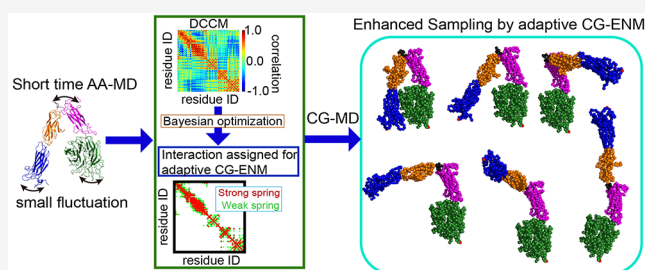 Short time AA-MD
small fluctuation
DCCM
residue ID
residue ID
1.0
0.0
-1.0
correlation
Bayesian optimization
Interaction assigned for
adaptive CG-ENM
residue ID
Strong spring
Weak spring
residue ID
CG-MD
Enhanced Sampling by adaptive CG-ENM